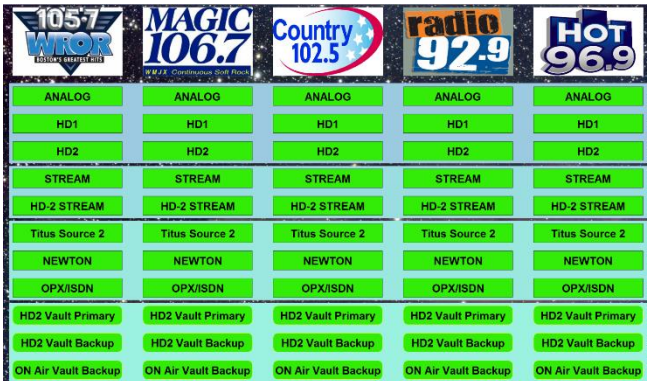 105.7 MAGIC Country radio HOT
WROR 106.7 102.5 92.9 96.9
BOSTON'S GREATEST HITS WMJX Continuous Soft Rock
ANALOG ANALOG ANALOG ANALOG ANALOG
HD1 HD1 HD1 HD1 HD1
HD2 HD2 HD2 HD2 HD2
STREAM STREAM STREAM STREAM STREAM
HD-2 STREAM HD-2 STREAM HD-2 STREAM HD-2 STREAM HD-2 STREAM
Titus Source 2 Titus Source 2 Titus Source 2 Titus Source 2 Titus Source 2
NEWTON NEWTON NEWTON NEWTON NEWTON
OPX/ISDN OPX/ISDN OPX/ISDN OPX/ISDN OPX/ISDN
HD2 Vault Primary HD2 Vault Primary HD2 Vault Primary HD2 Vault Primary HD2 Vault Primary
HD2 Vault Backup HD2 Vault Backup HD2 Vault Backup HD2 Vault Backup HD2 Vault Backup
ON Air Vault Backup ON Air Vault Backup ON Air Vault Backup ON Air Vault Backup ON Air Vault Backup